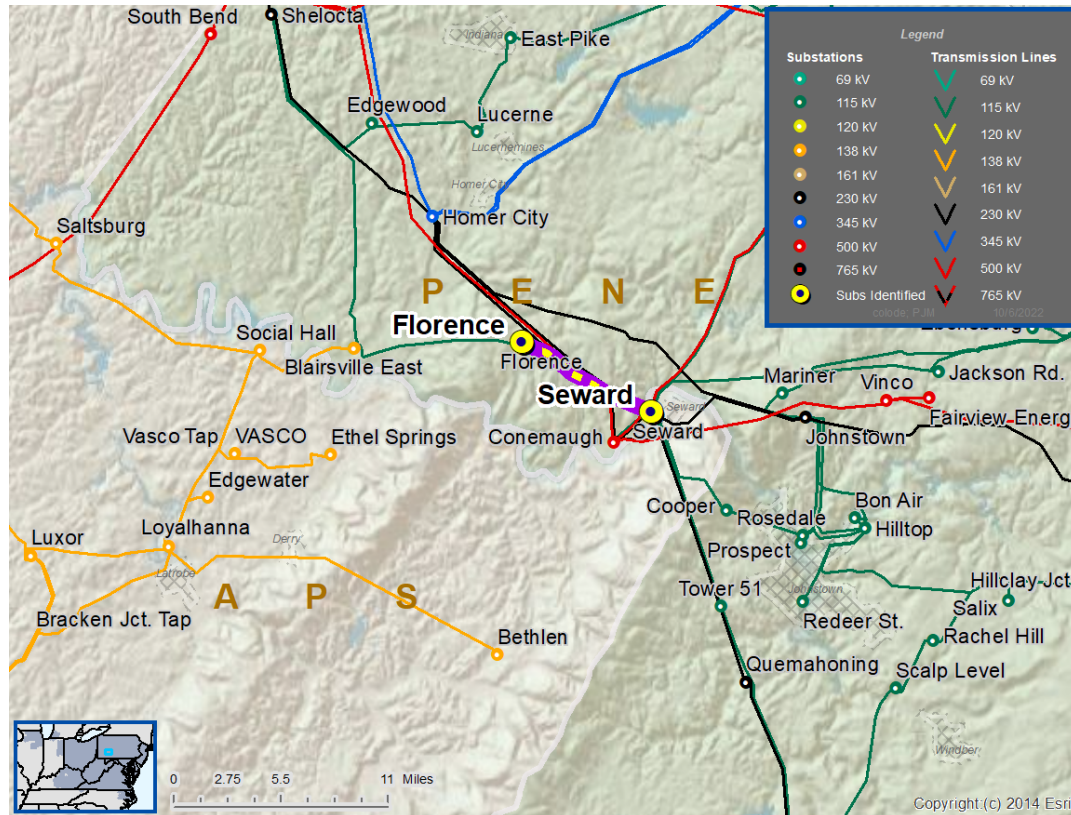 South Bend
Shelocta
Indiana
East Pike
Edgewood
Lucerne
Lucernemines
Homer City
Homer City
Saltsburg
P E N E
Florence
Florence
Social Hall
Blairsville East
Seward
Seward
Seward
Conemaugh
Mariner
Vinco
Jackson Rd.
Fairview Energ
Johnstown
Vasco Tap
VASCO
Ethel Springs
Edgewater
Cooper
Rosedale
Bon Air
Hilltop
Prospect
Luxor
Loyalhanna
Derry
Latrobe
A P S
Bracken Jct. Tap
Bethlen
Tower 51
Johnstown
Redeer St.
Hillclay Jct
Salix
Rachel Hill
Quemahoning
Scalp Level
Windber
Legend
Substations
Transmission Lines
69 kV 69 kV
115 kV 115 kV
120 kV 120 kV
138 kV 138 kV
161 kV 161 kV
230 kV 230 kV
345 kV 345 kV
500 kV 500 kV
765 kV 765 kV
Subs Identified
colode, PJM 10/6/2022
0 2.75 5.5 11 Miles
Copyright:(c) 2014 Esri